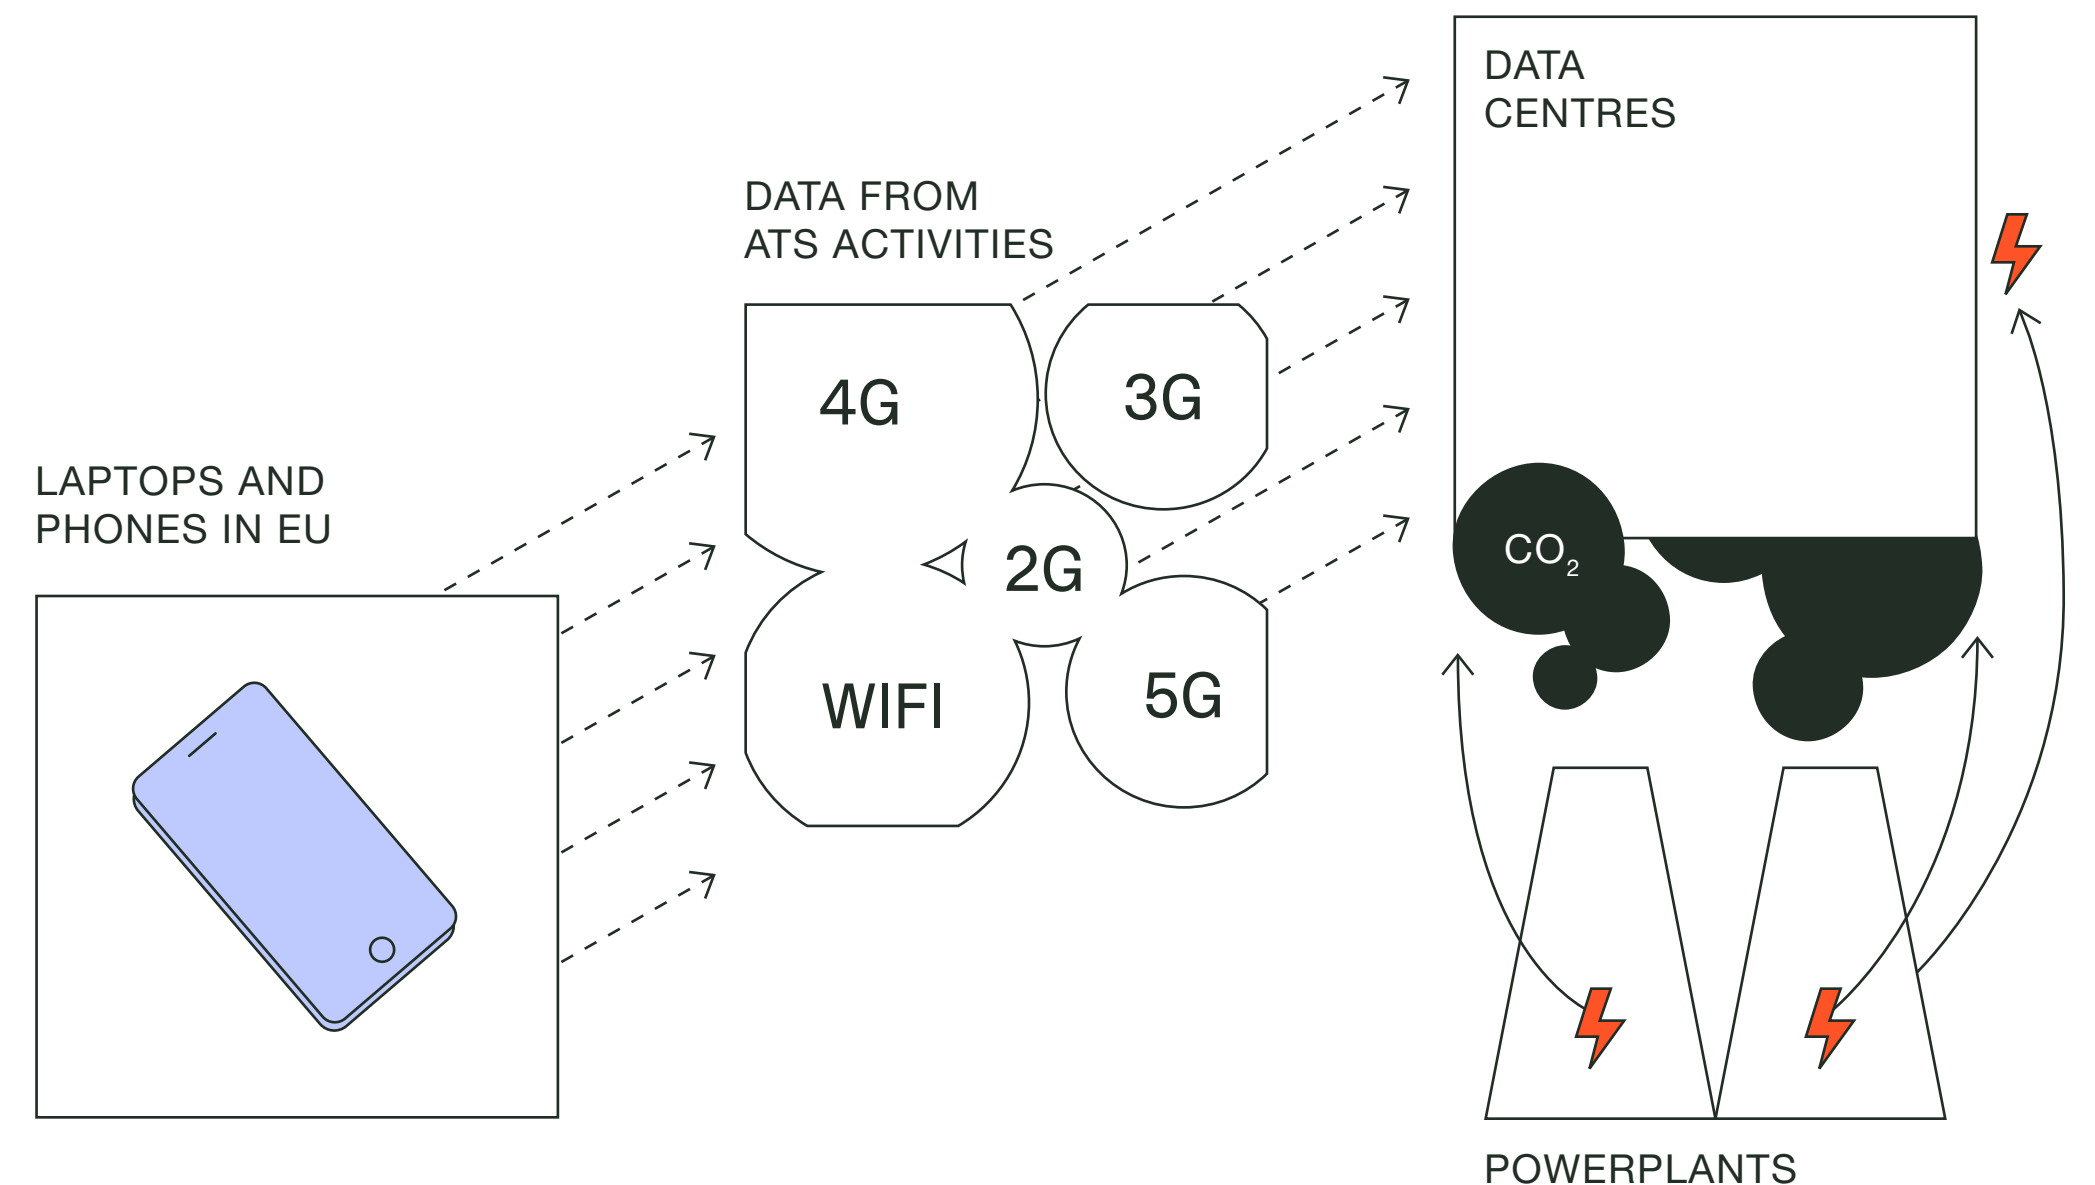 LAPTOPS AND
PHONES IN EU
DATA FROM
ATS ACTIVITIES
4G
3G
2G
WIFI
5G
DATA
CENTRES
CO₂
POWERPLANTS